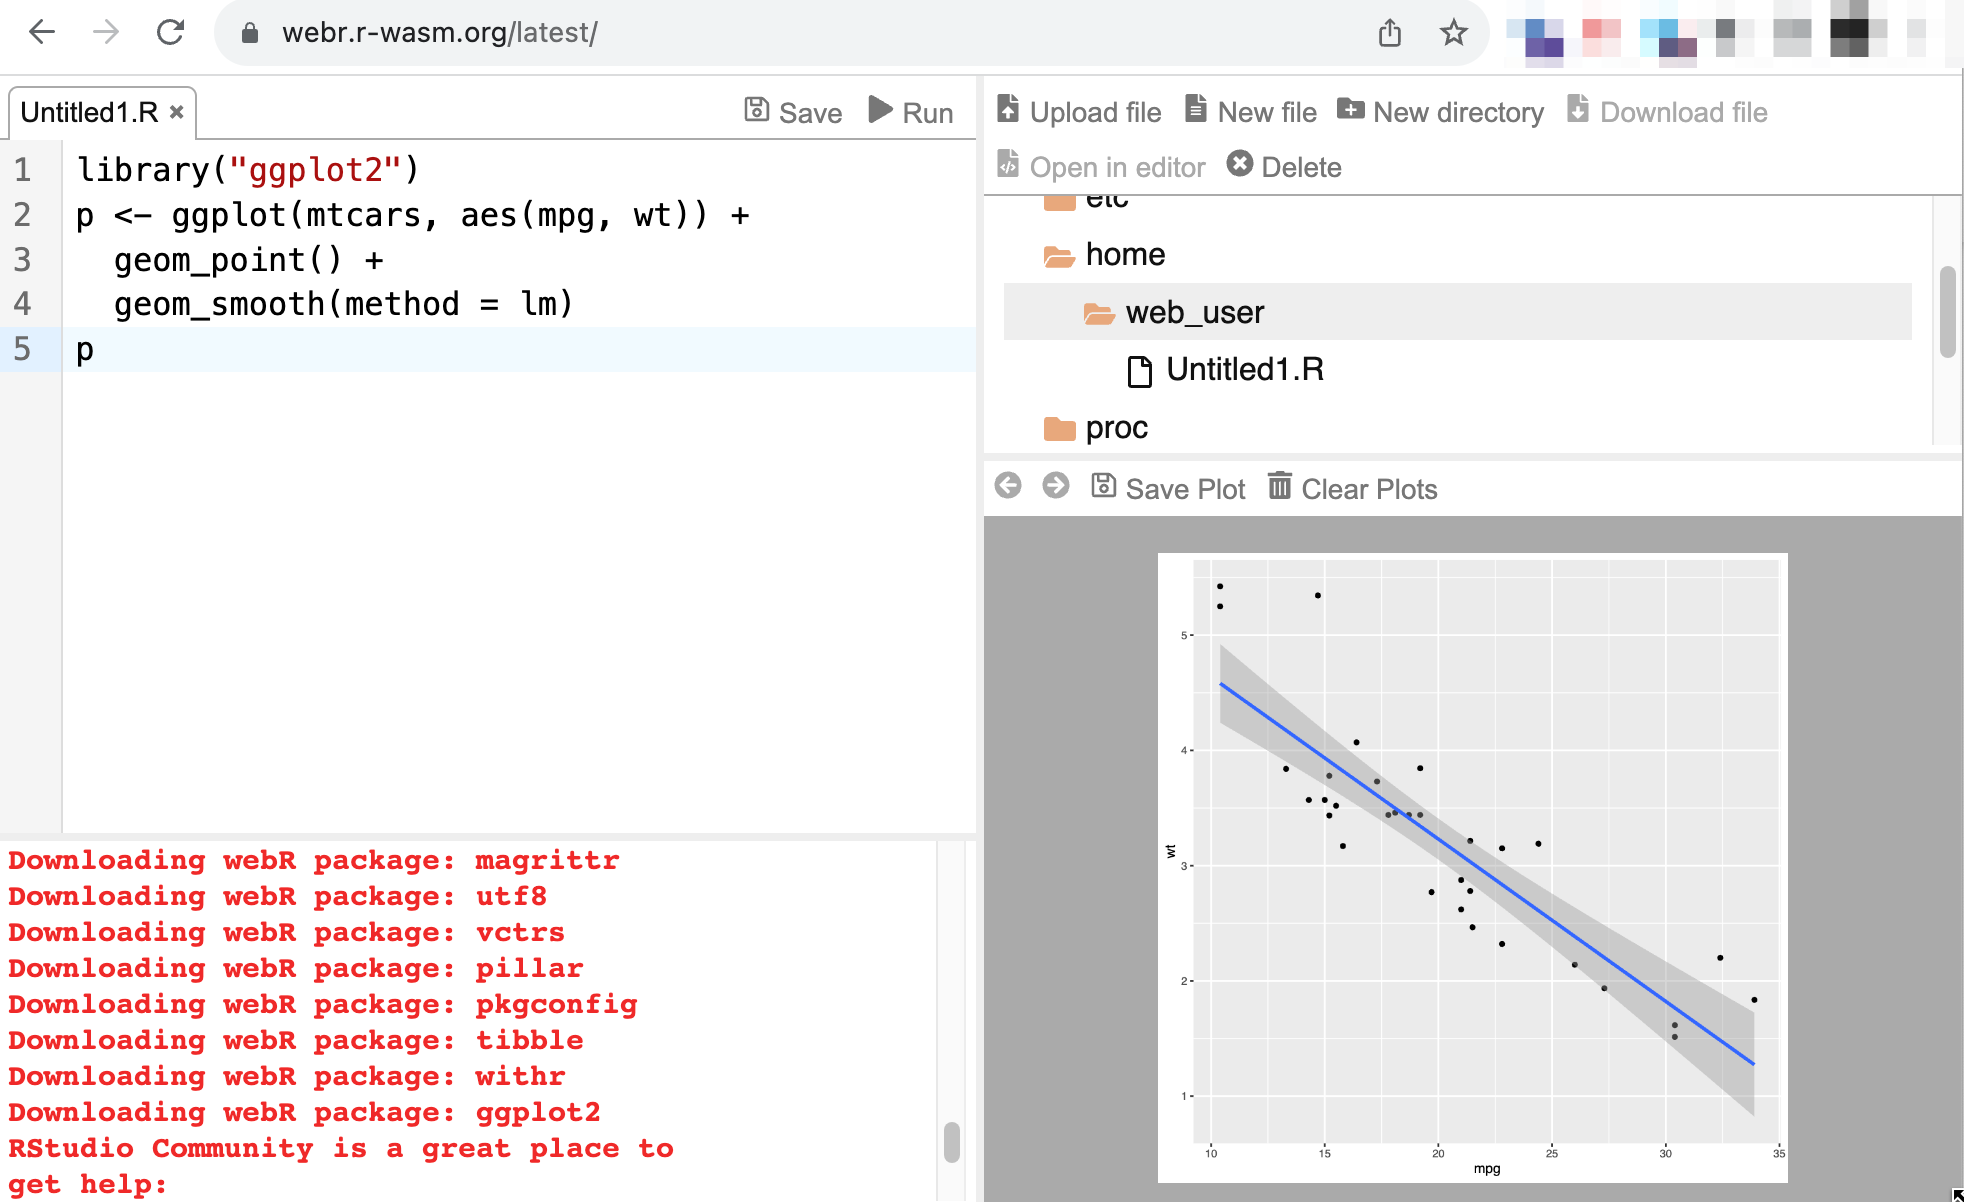 webr.r-wasm.org/latest/
Untitled1.R ×
Save Run
1 library("ggplot2")
2 p <- ggplot(mtcars, aes(mpg, wt)) +
3 geom_point() +
4 geom_smooth(method = lm)
5 p
Downloading webR package: magrittr
Downloading webR package: utf8
Downloading webR package: vctrs
Downloading webR package: pillar
Downloading webR package: pkgconfig
Downloading webR package: tibble
Downloading webR package: withr
Downloading webR package: ggplot2
RStudio Community is a great place to
get help:
Upload file New file New directory Download file
Open in editor Delete
etc
home
web_user
Untitled1.R
proc
Save Plot Clear Plots
5
4
3
2
1
wt
10 15 20 25 30 35
mpg